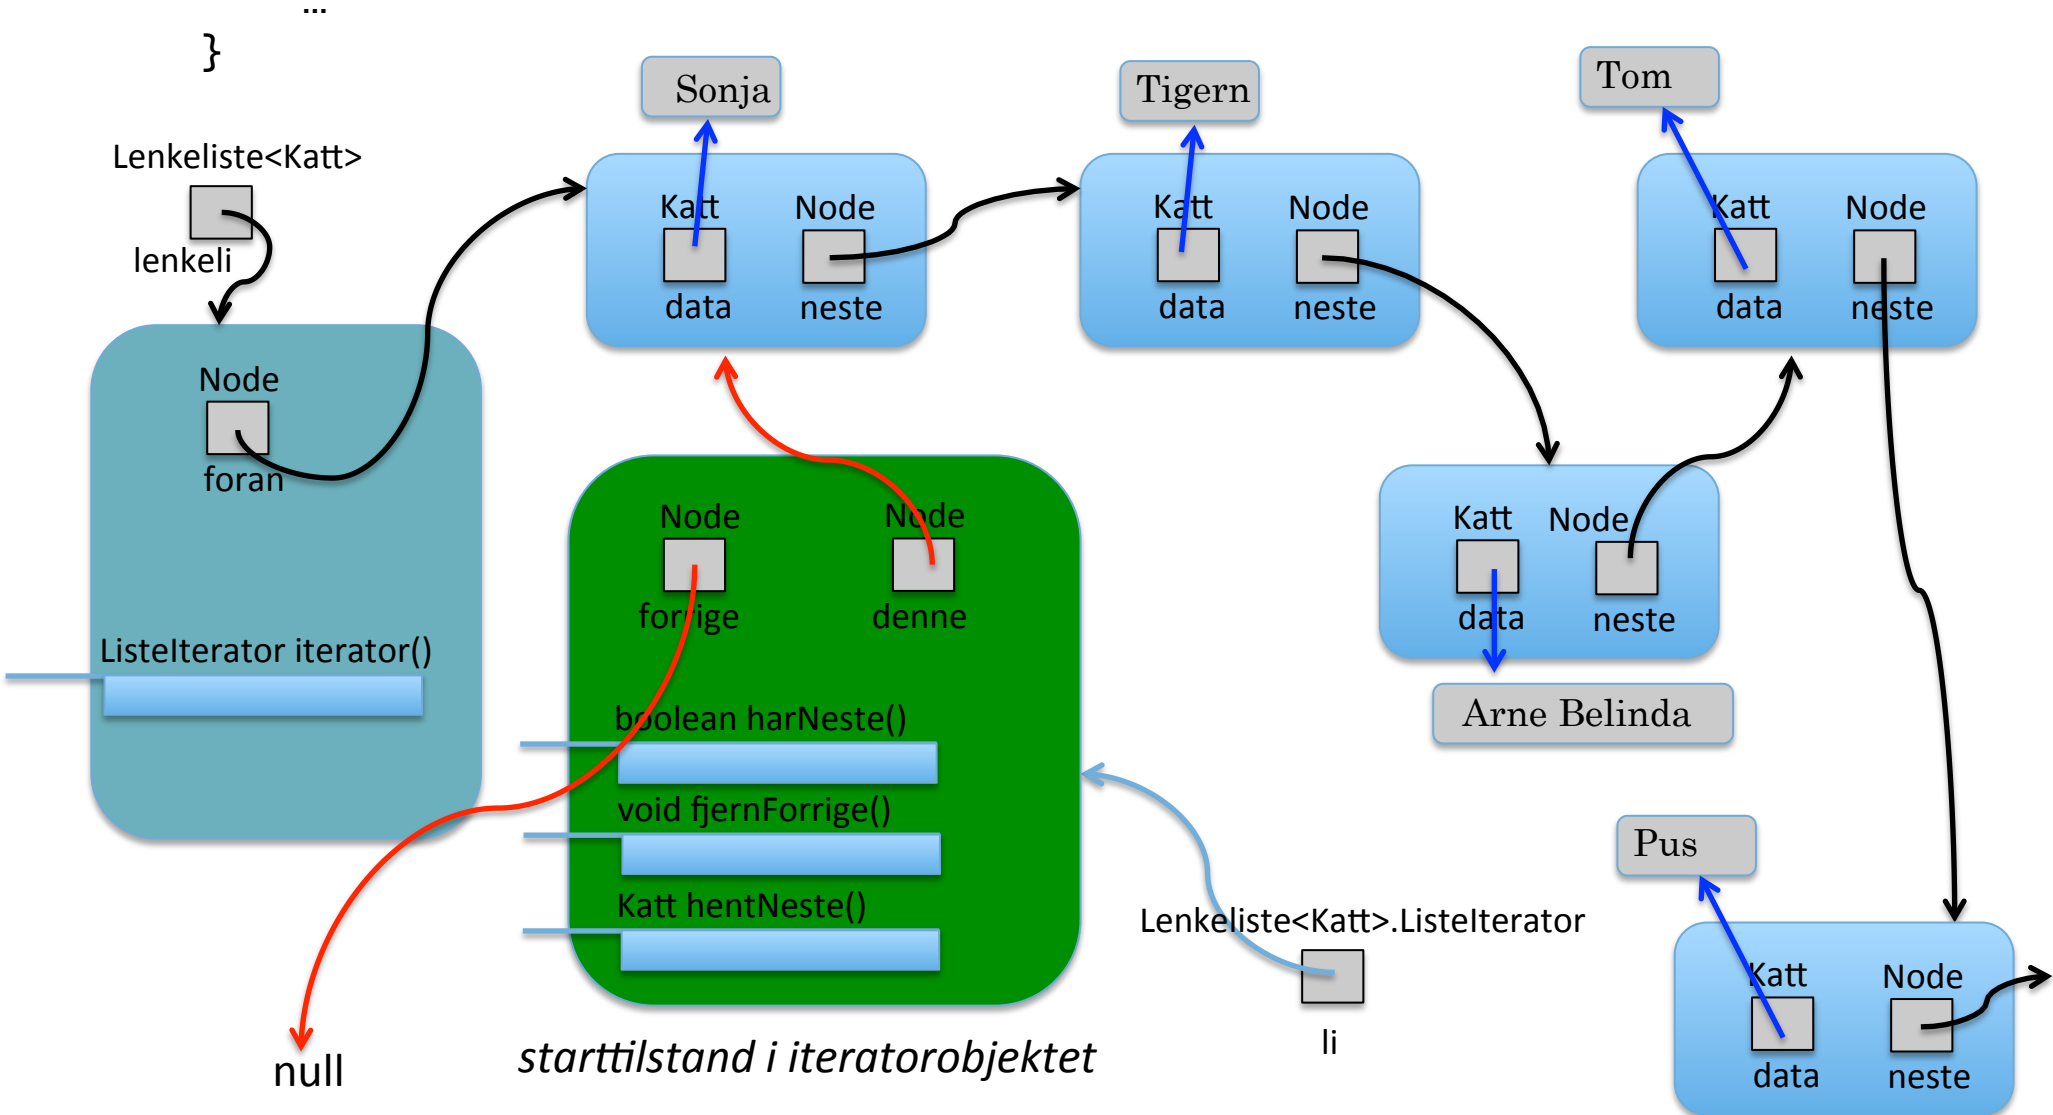 ...
}
Sonja
Tigern
Tom
Lenkeliste<Katt>
lenkeli
Katt Node
data neste
Katt Node
data neste
Katt Node
data neste
Node
foran
ListeIterator iterator()
Node Node
forrige denne
boolean harNeste()
void fjernForrige()
Katt hentNeste()
Katt Node
data neste
Arne Belinda
Pus
Lenkeliste<Katt>.ListeIterator
li
Katt Node
data neste
null
starttilstand i iteratorobjektet